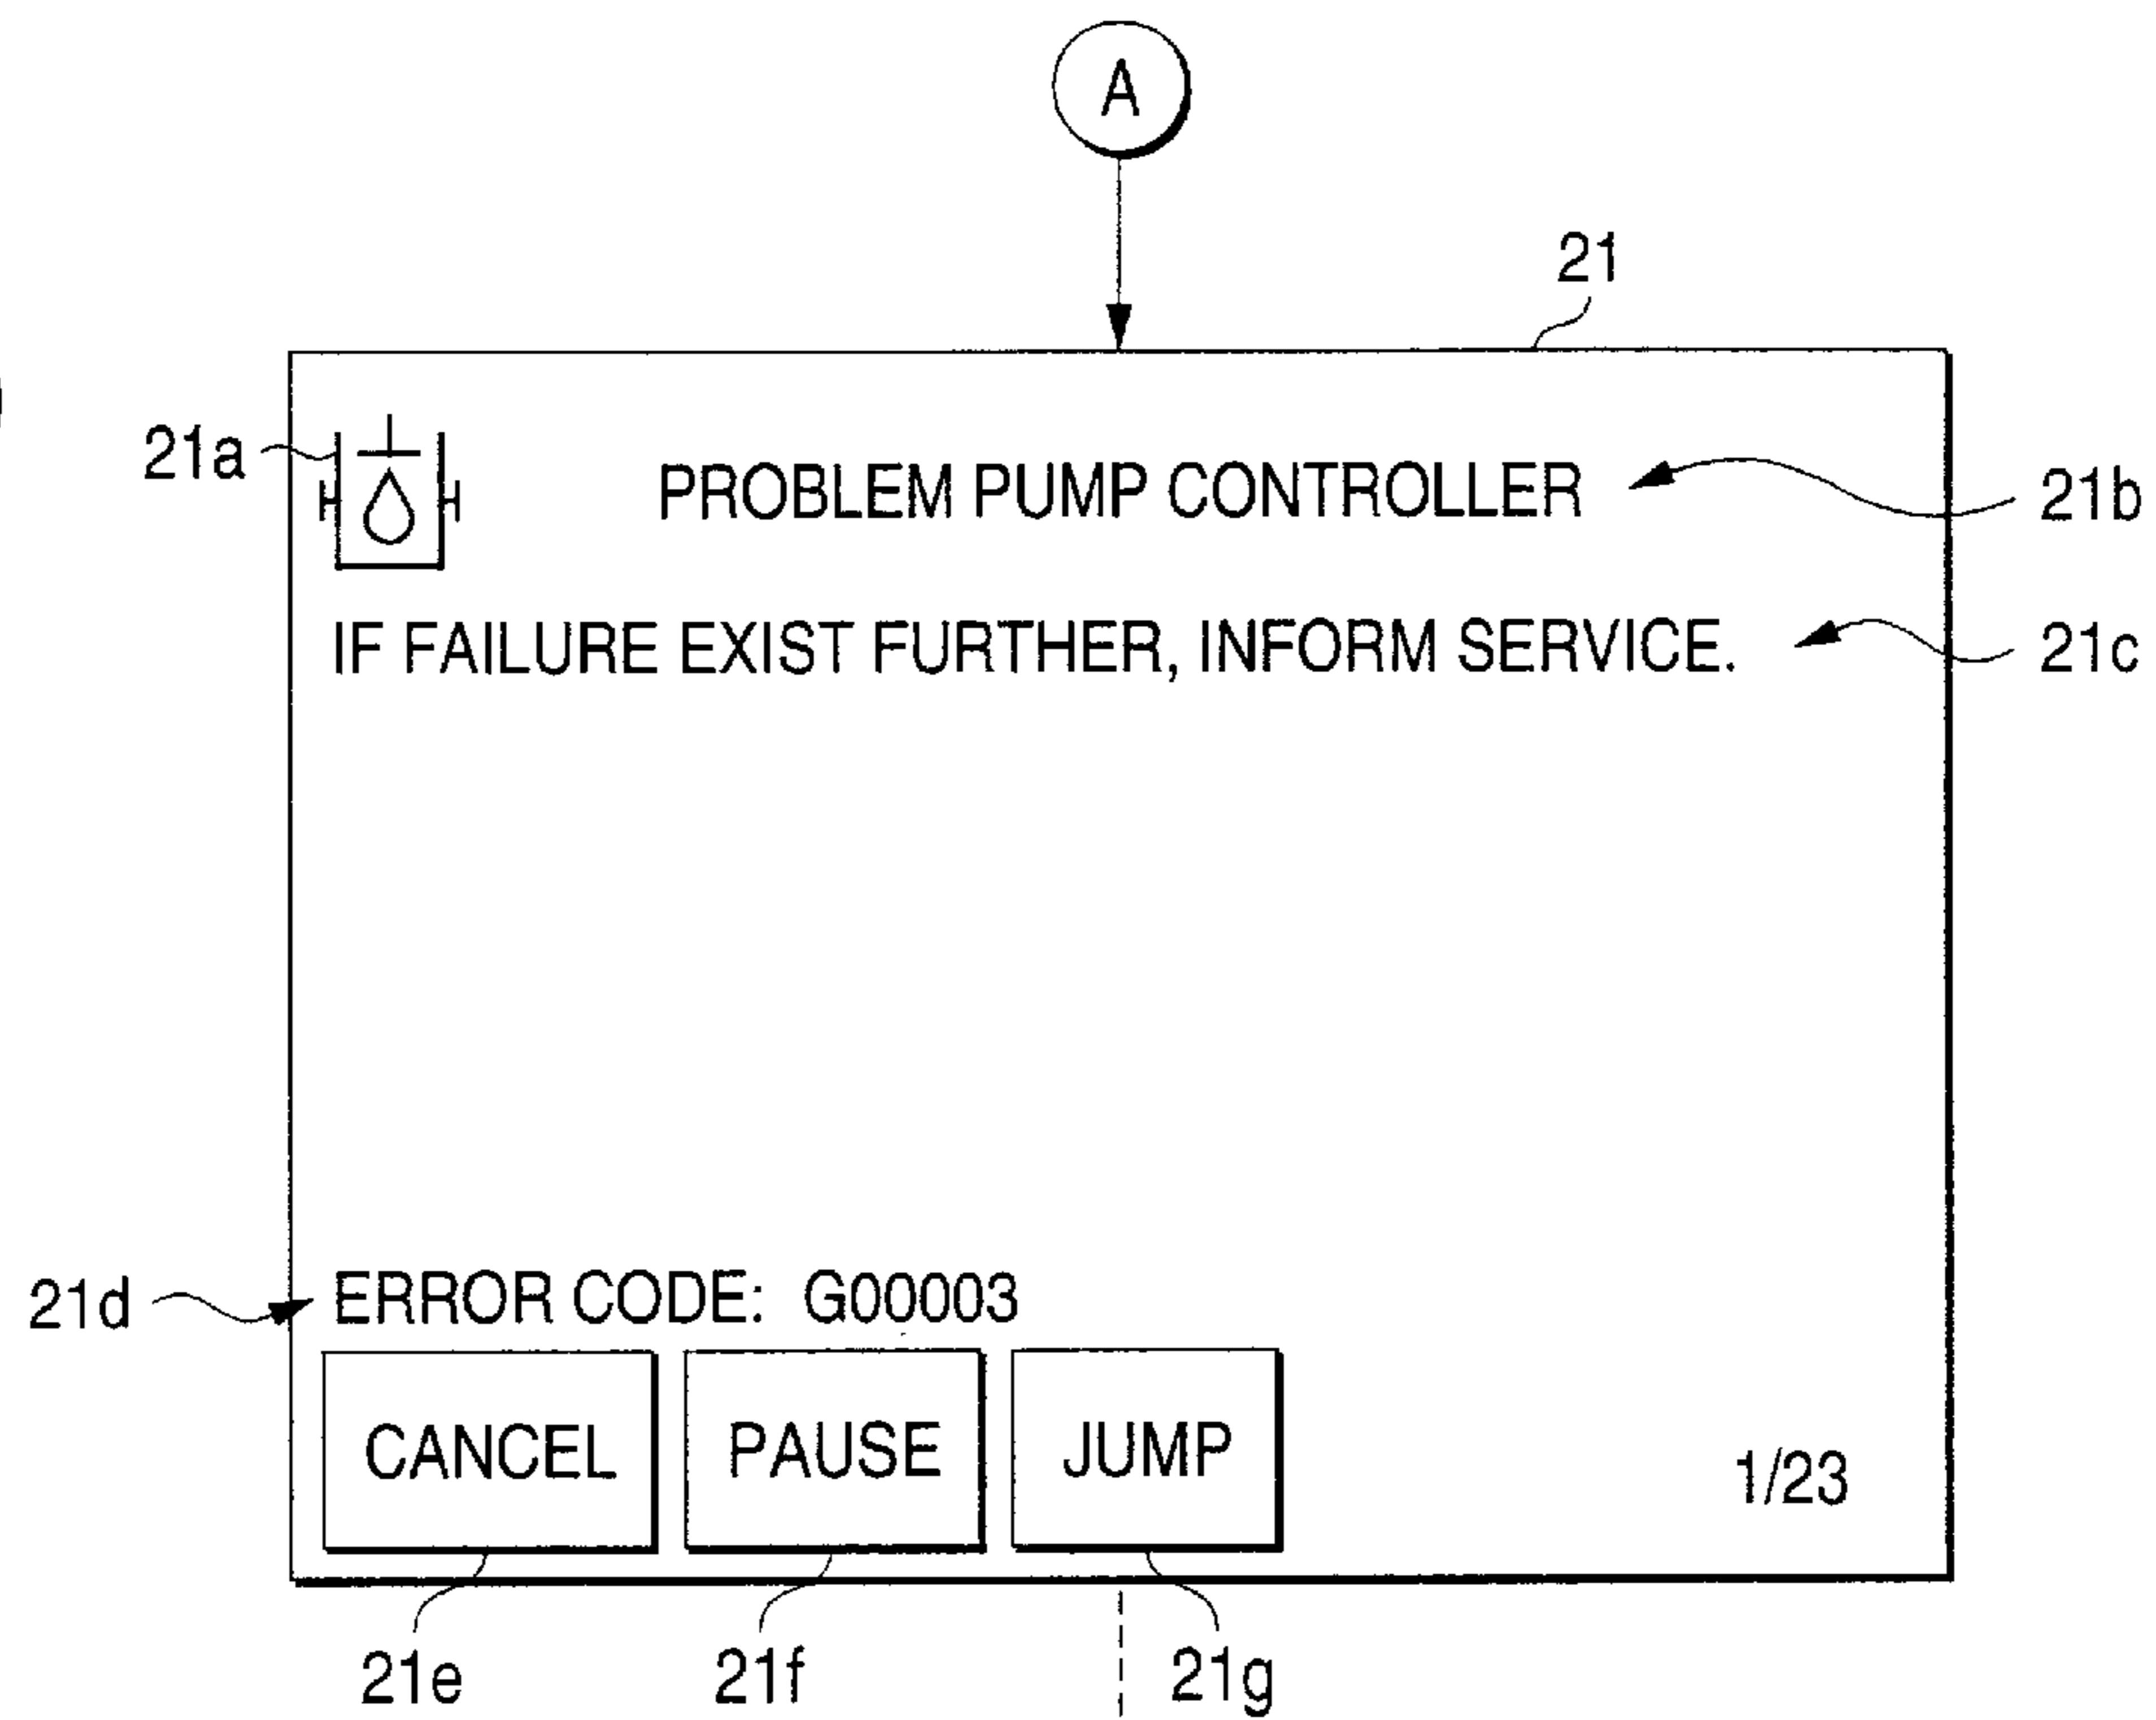 A
21
21a
PROBLEM PUMP CONTROLLER
21b
IF FAILURE EXIST FURTHER, INFORM SERVICE.
21c
21d
ERROR CODE: G00003
CANCEL
PAUSE
JUMP
1/23
21e
21f
21g